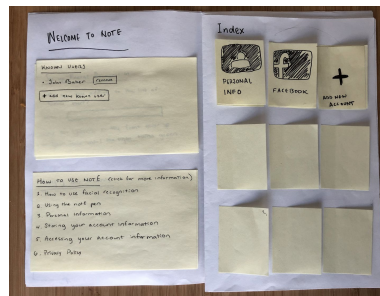 WELCOME TO NOTE
KNOWN USERS
• John Baker
+ ADD NEW KNOWN USER
HOW TO USE NOTE (click for more information)
1. How to use facial recognition
2. Using the note pen
3. Personal information
4. Storing your account information
5. Accessing your account information
6. Privacy Policy
Index
PERSONAL INFO
FACEBOOK
ADD NEW ACCOUNT